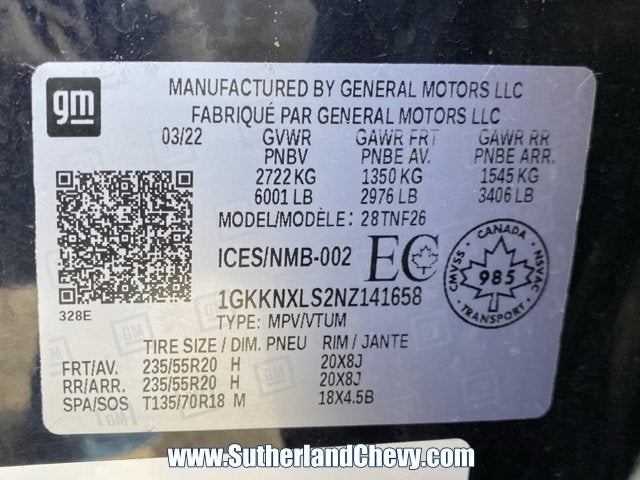 gm
MANUFACTURED BY GENERAL MOTORS LLC
FABRIQUÉ PAR GENERAL MOTORS LLC
03/22 GVWR GAWR FRT GAWR RR
PNBV PNBE AV. PNBE ARR.
2722 KG 1350 KG 1545 KG
6001 LB 2976 LB 3406 LB
MODEL/MODÈLE: 28TNF26
ICES/NMB-002 EC
CANADA
CMVSS 985 NSVAC
TRANSPORT
1GKKNXLS2NZ141658
328E
TYPE: MPV/VTUM
TIRE SIZE / DIM. PNEU RIM / JANTE
FRT/AV. 235/55R20 H 20X8J
RR/ARR. 235/55R20 H 20X8J
SPA/SOS T135/70R18 M 18X4.5B
GM GM GM
www.SutherlandChevy.com